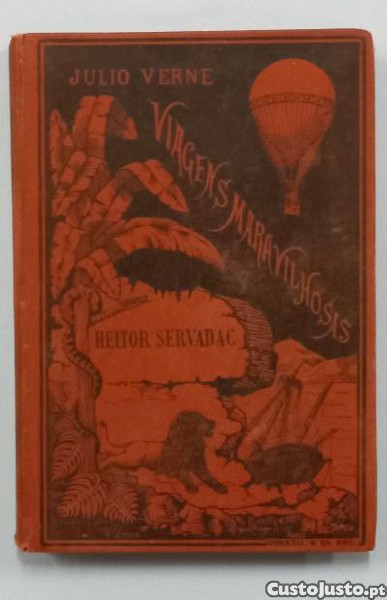 JULIO VERNE
VIAGENS MARAVILHOSAS
HEITOR SERVADAC
CustoJusto.pt